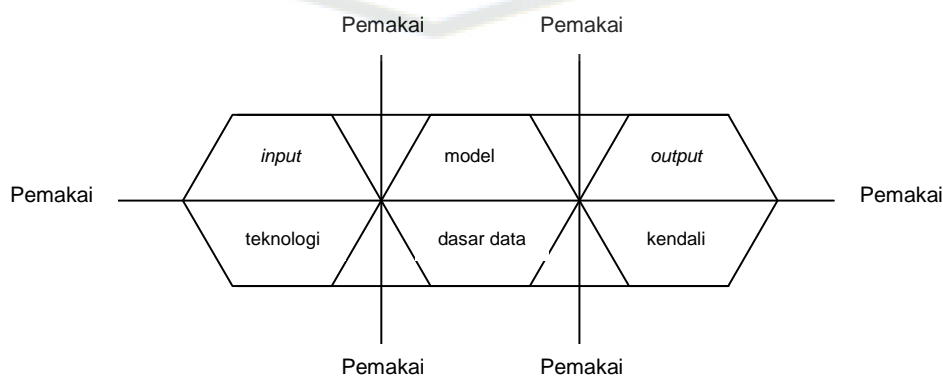 Pemakai Pemakai
input model output
Pemakai Pemakai
teknologi dasar data kendali
Pemakai Pemakai